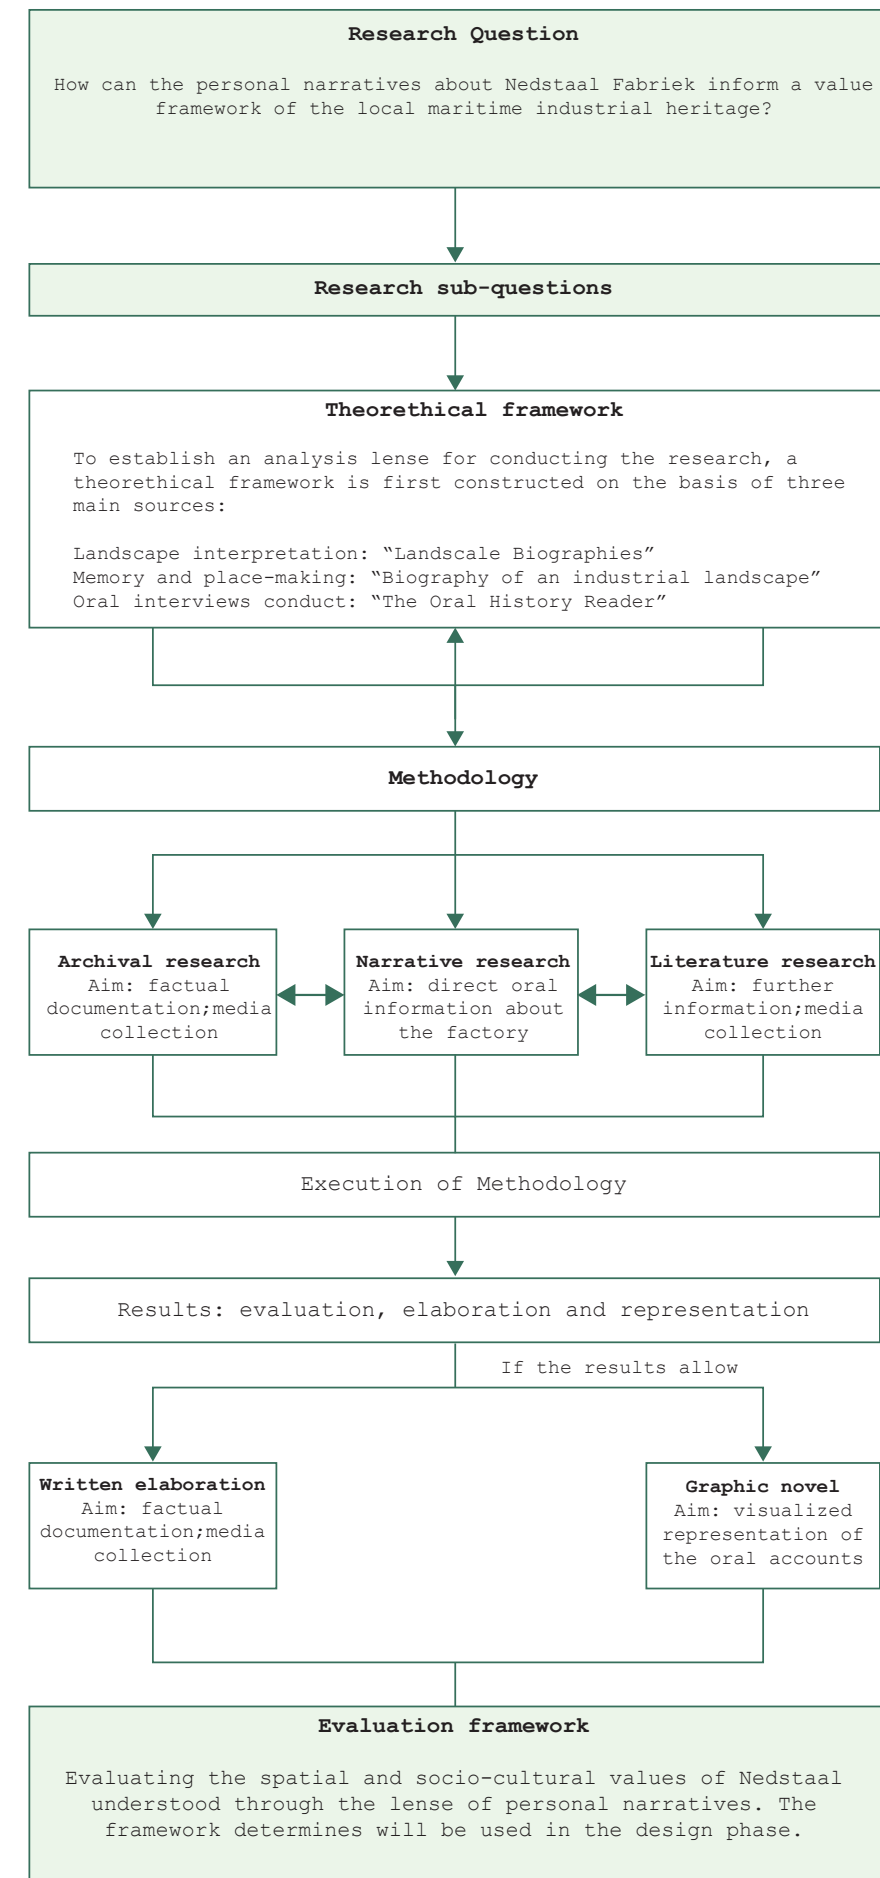 Research Question
How can the personal narratives about Nedstaal Fabriek inform a value
framework of the local maritime industrial heritage?
Research sub-questions
Theorethical framework
To establish an analysis lense for conducting the research, a
theorethical framework is first constructed on the basis of three
main sources:
Landscape interpretation: “Landscale Biographies”
Memory and place-making: “Biography of an industrial landscape”
Oral interviews conduct: “The Oral History Reader”
Methodology
Archival research
Aim: factual
documentation;media
collection
Narrative research
Aim: direct oral
information about
the factory
Literature research
Aim: further
information;media
collection
Execution of Methodology
Results: evaluation, elaboration and representation
If the results allow
Written elaboration
Aim: factual
documentation;media
collection
Graphic novel
Aim: visualized
representation of
the oral accounts
Evaluation framework
Evaluating the spatial and socio-cultural values of Nedstaal
understood through the lense of personal narratives. The
framework determines will be used in the design phase.